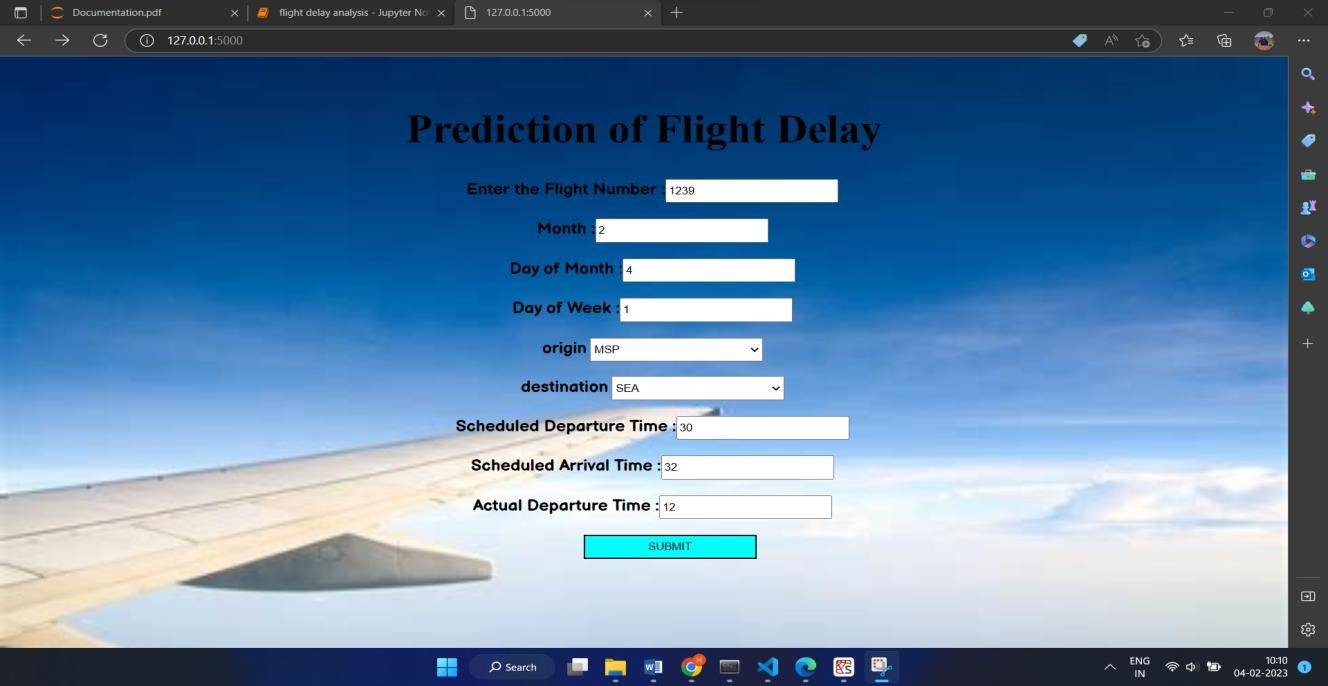 Documentation.pdf
flight delay analysis - Jupyter No
127.0.0.1:5000
127.0.0.1:5000
Prediction of Flight Delay
Enter the Flight Number : 1239
Month : 2
Day of Month : 4
Day of Week : 1
origin MSP
destination SEA
Scheduled Departure Time : 30
Scheduled Arrival Time : 32
Actual Departure Time : 12
SUBMIT
Search
ENG
IN
10:10
04-02-2023
1